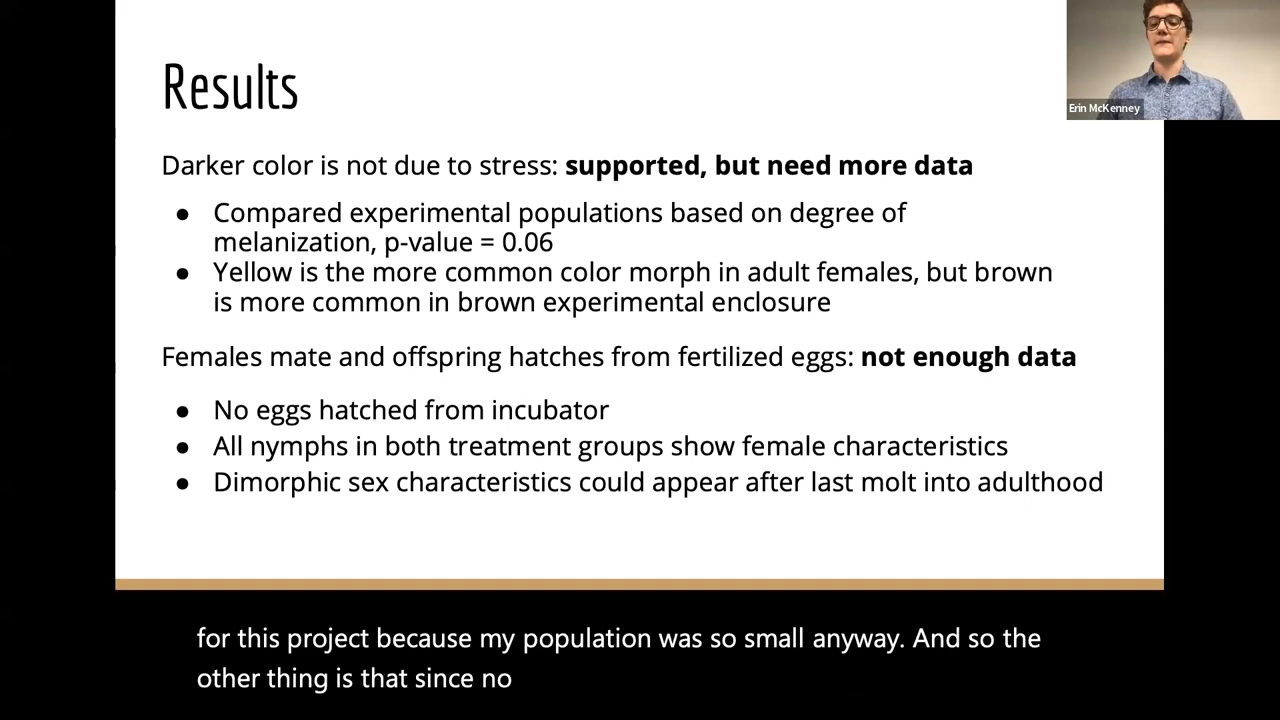 Results
Erin McKenney
Darker color is not due to stress: supported, but need more data
● Compared experimental populations based on degree of
melanization, p-value = 0.06
● Yellow is the more common color morph in adult females, but brown
is more common in brown experimental enclosure
Females mate and offspring hatches from fertilized eggs: not enough data
● No eggs hatched from incubator
● All nymphs in both treatment groups show female characteristics
● Dimorphic sex characteristics could appear after last molt into adulthood
for this project because my population was so small anyway. And so the
other thing is that since no